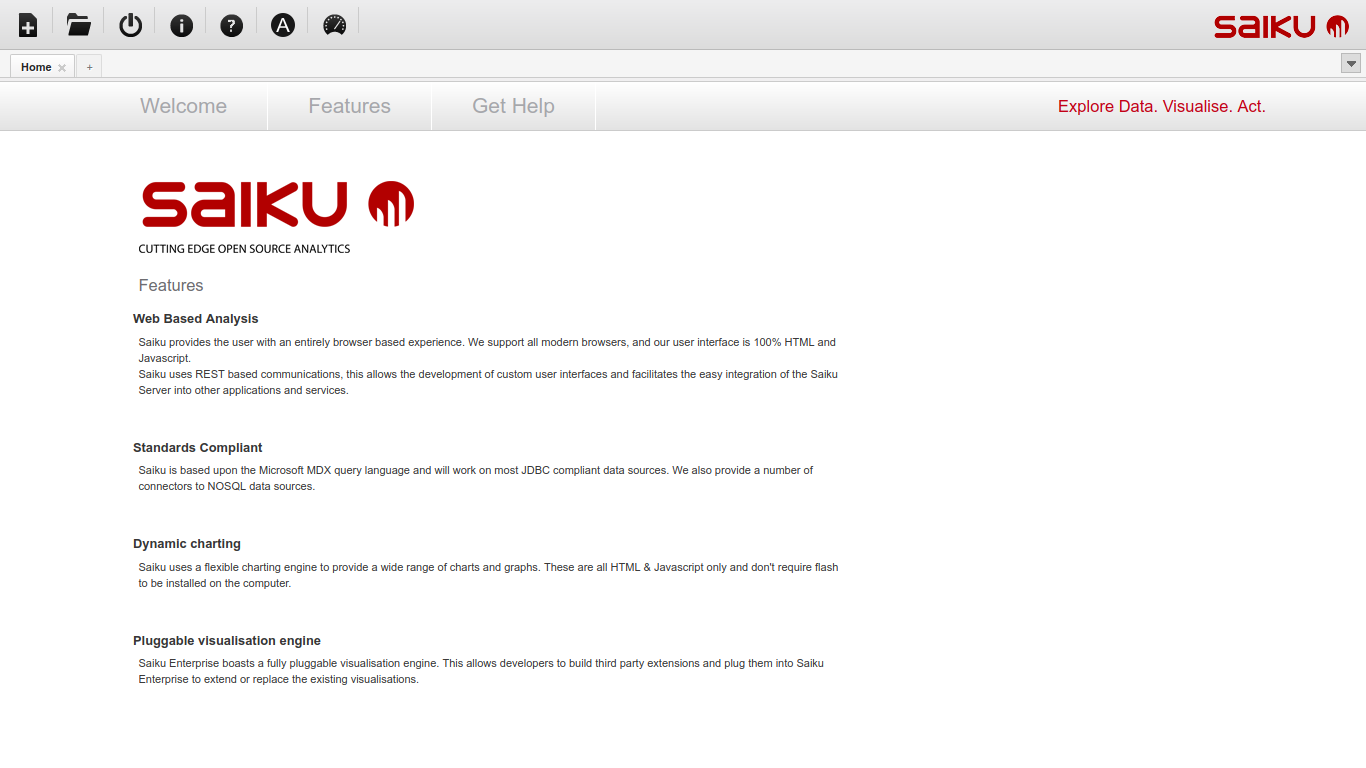 SAIKU
Home
+
Welcome
Features
Get Help
Explore Data. Visualise. Act.
SAIKU
CUTTING EDGE OPEN SOURCE ANALYTICS
Features
Web Based Analysis
Saiku provides the user with an entirely browser based experience. We support all modern browsers, and our user interface is 100% HTML and
Javascript.
Saiku uses REST based communications, this allows the development of custom user interfaces and facilitates the easy integration of the Saiku
Server into other applications and services.
Standards Compliant
Saiku is based upon the Microsoft MDX query language and will work on most JDBC compliant data sources. We also provide a number of
connectors to NOSQL data sources.
Dynamic charting
Saiku uses a flexible charting engine to provide a wide range of charts and graphs. These are all HTML & Javascript only and don't require flash
to be installed on the computer.
Pluggable visualisation engine
Saiku Enterprise boasts a fully pluggable visualisation engine. This allows developers to build third party extensions and plug them into Saiku
Enterprise to extend or replace the existing visualisations.